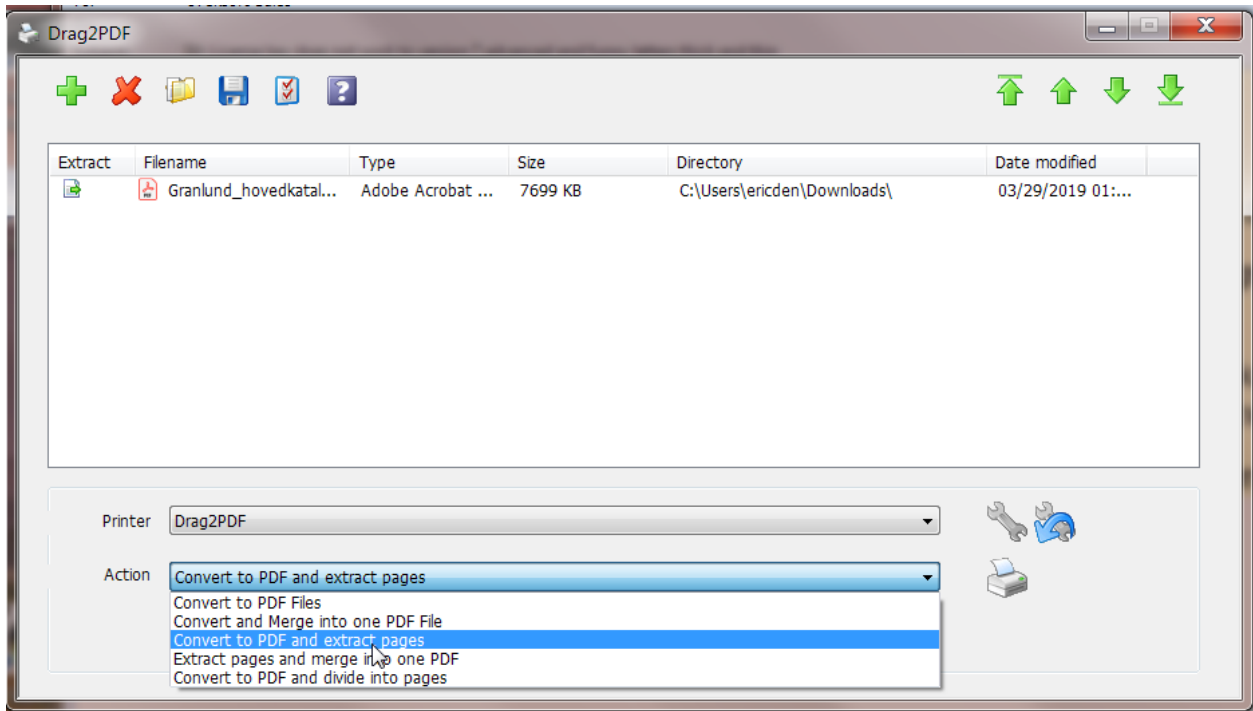 Drag2PDF
Extract Filename Type Size Directory Date modified
Granlund_hovedkatal... Adobe Acrobat ... 7699 KB C:\Users\ericden\Downloads\ 03/29/2019 01:...
Printer Drag2PDF
Action Convert to PDF and extract pages
Convert to PDF Files
Convert and Merge into one PDF File
Convert to PDF and extract pages
Extract pages and merge into one PDF
Convert to PDF and divide into pages